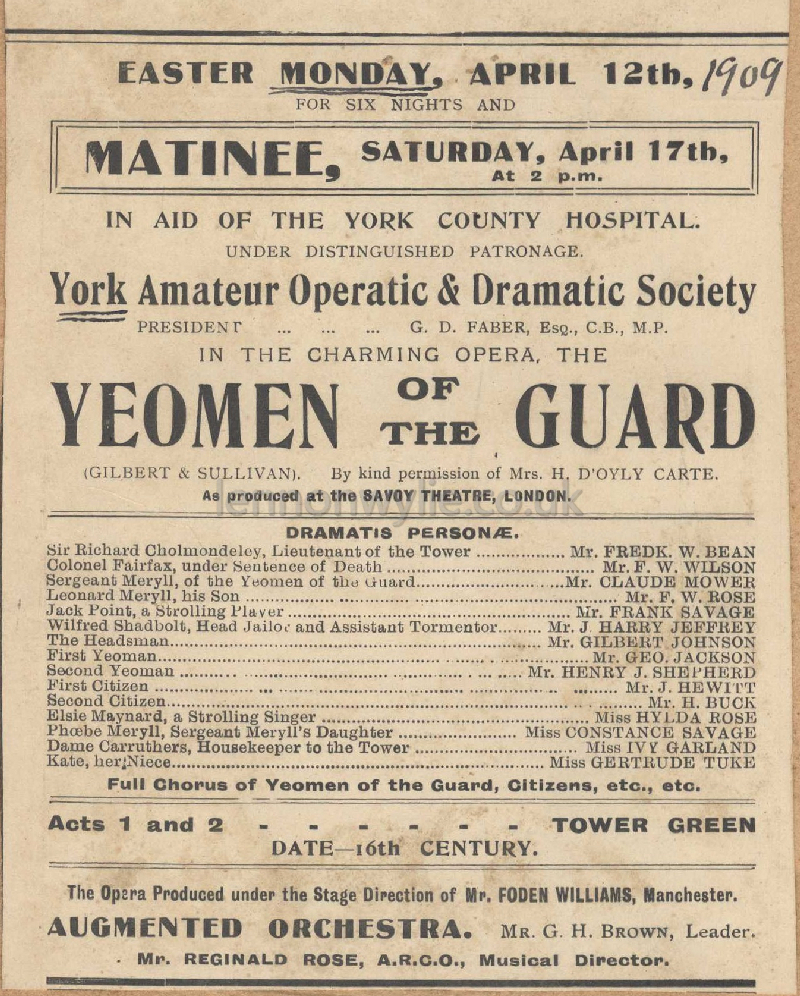 EASTER MONDAY, APRIL 12th, 1909
FOR SIX NIGHTS AND
MATINEE, SATURDAY, April 17th,
At 2 p.m.
IN AID OF THE YORK COUNTY HOSPITAL.
UNDER DISTINGUISHED PATRONAGE.
York Amateur Operatic & Dramatic Society
PRESIDENT ... ... ... G. D. FABER, Esq., C.B., M.P.
IN THE CHARMING OPERA, THE
YEOMEN OF THE GUARD
(GILBERT & SULLIVAN). By kind permission of Mrs. H. D'OYLY CARTE.
As produced at the SAVOY THEATRE, LONDON.
lennonwylie.co.uk
DRAMATIS PERSONÆ.
Sir Richard Cholmondeley, Lieutenant of the Tower .................. Mr. FREDK. W. BEAN
Colonel Fairfax, under Sentence of Death ........................ Mr. F. W. WILSON
Sergeant Meryll, of the Yeomen of the Guard........................ Mr. CLAUDE MOWER
Leonard Meryll, his Son ........................ Mr. F. W. ROSE
Jack Point, a Strolling Player ........................ Mr. FRANK SAVAGE
Wilfred Shadbolt, Head Jailor and Assistant Tormentor......... Mr. J. HARRY JEFFREY
The Headsman........................ Mr. GILBERT JOHNSON
First Yeoman........................ Mr. GEO. JACKSON
Second Yeoman ........................ Mr. HENRY J. SHEPHERD
First Citizen ........................ Mr. J. HEWITT
Second Citizen........................ Mr. H. BUCK
Elsie Maynard, a Strolling Singer ........................ Miss HYLDA ROSE
Phœbe Meryll, Sergeant Meryll's Daughter ........................ Miss CONSTANCE SAVAGE
Dame Carruthers, Housekeeper to the Tower ........................ Miss IVY GARLAND
Kate, her Niece........................ Miss GERTRUDE TUKE
Full Chorus of Yeomen of the Guard, Citizens, etc., etc.
Acts 1 and 2 - - - - - - TOWER GREEN
DATE—16th CENTURY.
The Opera Produced under the Stage Direction of Mr. FODEN WILLIAMS, Manchester.
AUGMENTED ORCHESTRA. MR. G. H. BROWN, Leader.
Mr. REGINALD ROSE, A.R.C.O., Musical Director.